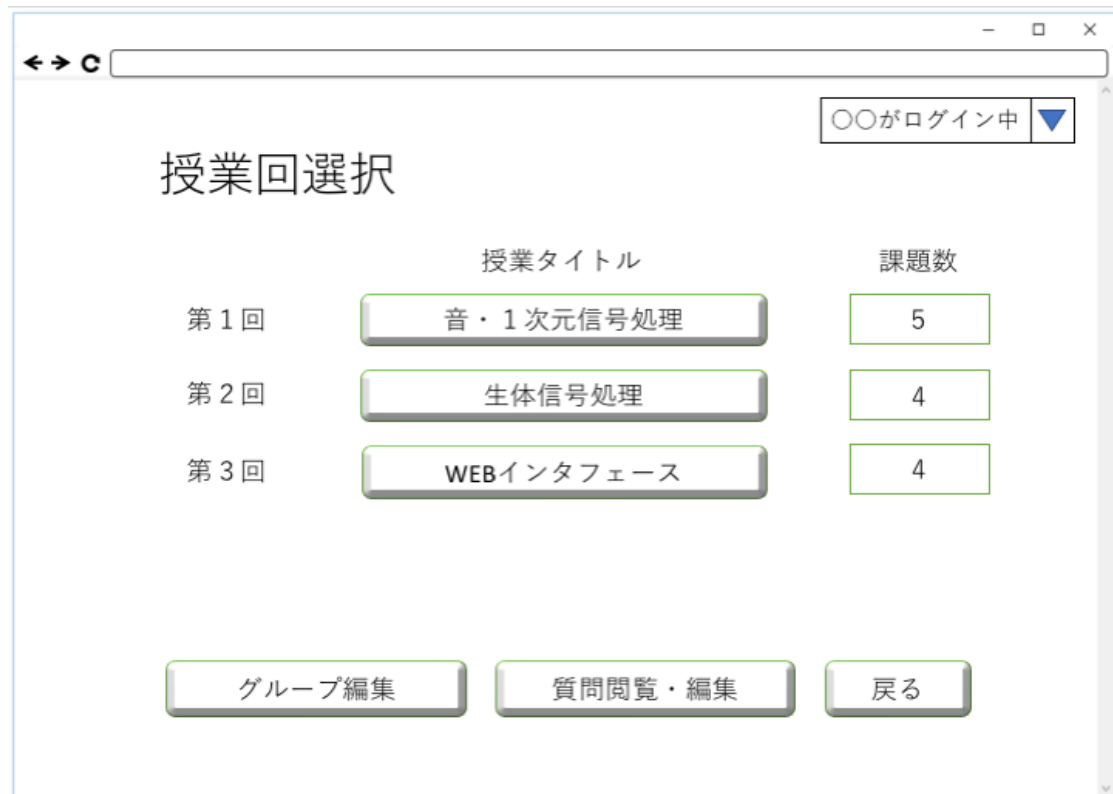 ○○がログイン中
授業回選択
授業タイトル 課題数
第1回 音・１次元信号処理 5
第2回 生体信号処理 4
第3回 WEBインタフェース 4
グループ編集 質問閲覧・編集 戻る